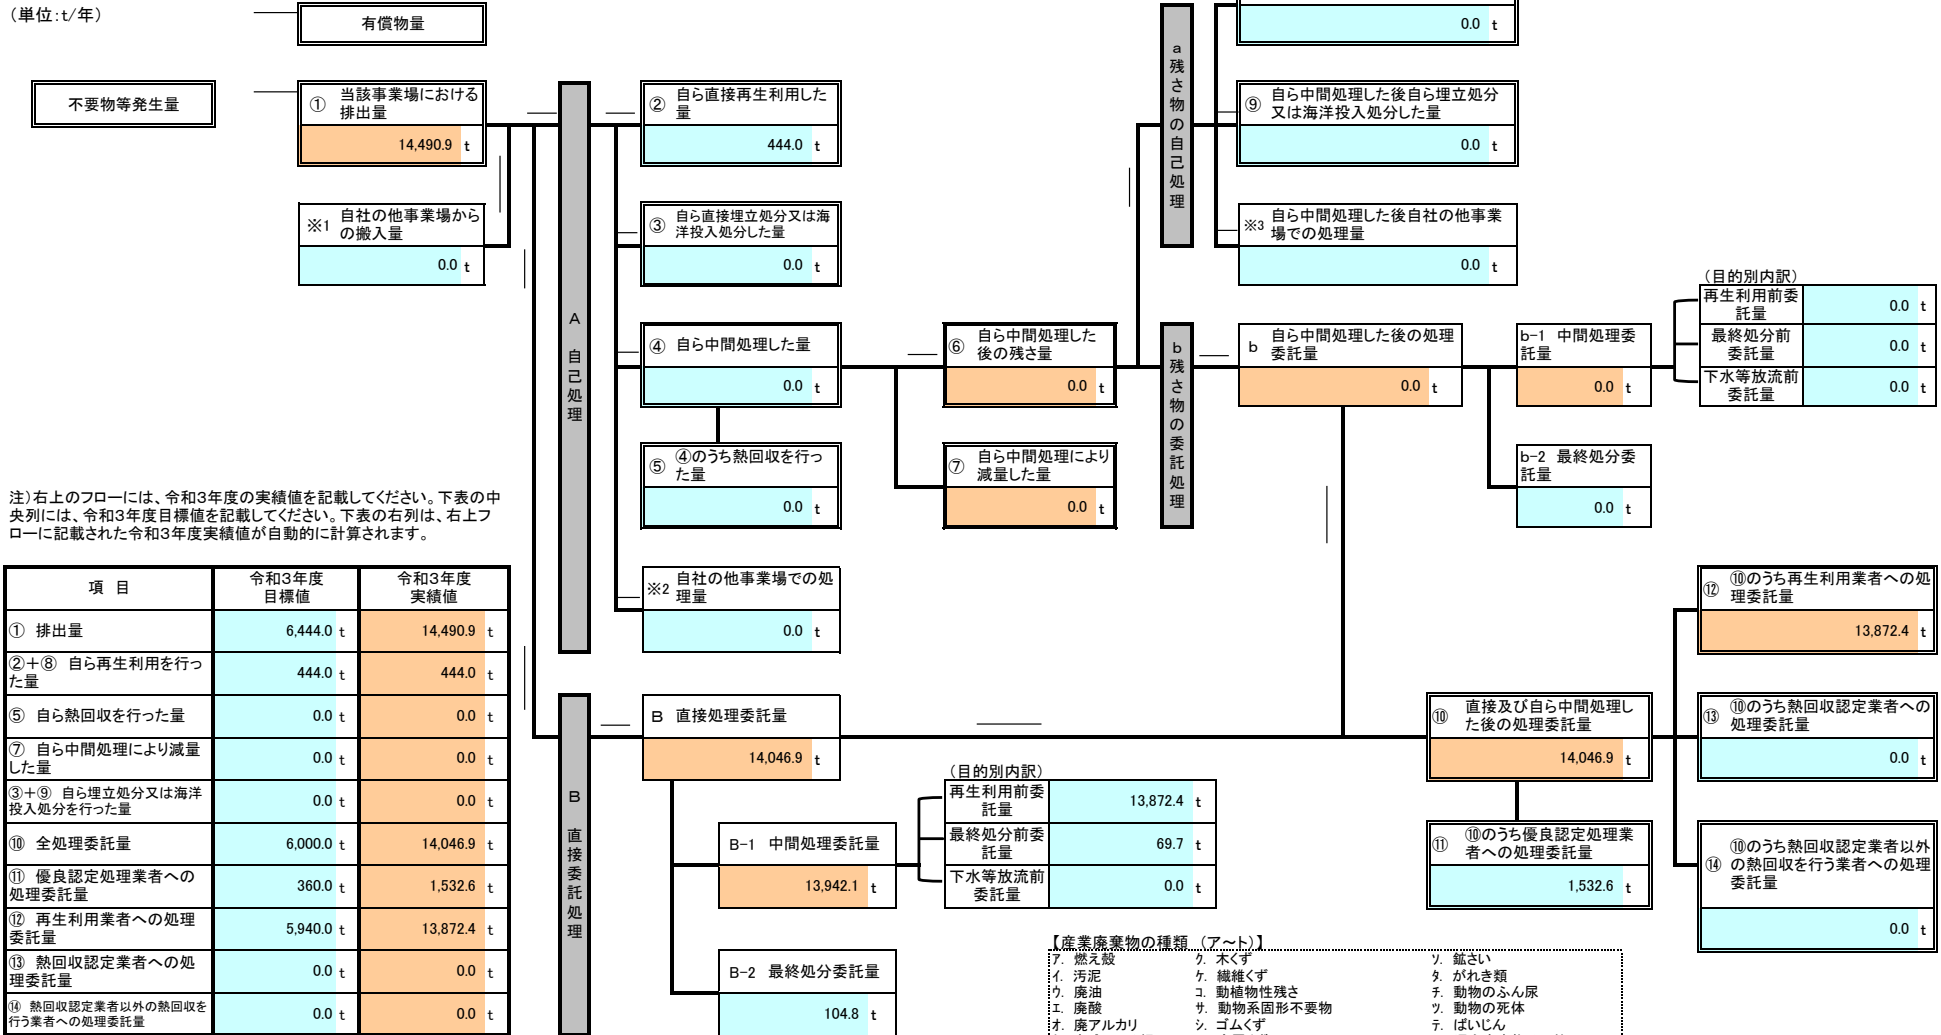 (単位:t/年)
有償物量
不要物等発生量
① 当該事業場における
排出量
14,490.9 t
※1 自社の他事業場から
の搬入量
0.0 t
A 自己処理
② 自ら直接再生利用した
量
444.0 t
③ 自ら直接埋立処分又は海
洋投入処分した量
0.0 t
④ 自ら中間処理した量
0.0 t
⑤ ④のうち熱回収を行っ
た量
0.0 t
※2 自社の他事業場での処
理量
0.0 t
⑥ 自ら中間処理した
後の残さ量
0.0 t
⑦ 自ら中間処理により
減量した量
0.0 t
a 残さ物の自己処理
0.0 t
⑨ 自ら中間処理した後自ら埋立処分
又は海洋投入処分した量
0.0 t
※3 自ら中間処理した後自社の他事業
場での処理量
0.0 t
b 残さ物の委託処理
b 自ら中間処理した後の処理
委託量
0.0 t
b-1 中間処理委
託量
0.0 t
b-2 最終処分委
託量
0.0 t
(目的別内訳)
再生利用前委
託量
0.0 t
最終処分前
委託量
0.0 t
下水等放流前
委託量
0.0 t
注)右上のフローには、令和3年度の実績値を記載してください。下表の中
央列には、令和3年度目標値を記載してください。下表の右列は、右上フ
ローに記載された令和3年度実績値が自動的に計算されます。
項 目 令和3年度
目標値 令和3年度
実績値
① 排出量 6,444.0 t 14,490.9 t
②+⑧ 自ら再生利用を行っ
た量 444.0 t 444.0 t
⑤ 自ら熱回収を行った量 0.0 t 0.0 t
⑦ 自ら中間処理により減量
した量 0.0 t 0.0 t
③+⑨ 自ら埋立処分又は海洋
投入処分を行った量 0.0 t 0.0 t
⑩ 全処理委託量 6,000.0 t 14,046.9 t
⑪ 優良認定処理業者への
処理委託量 360.0 t 1,532.6 t
⑫ 再生利用業者への処理
委託量 5,940.0 t 13,872.4 t
⑬ 熱回収認定業者への処
理委託量 0.0 t 0.0 t
⑭ 熱回収認定業者以外の熱回収を
行う業者への処理委託量 0.0 t 0.0 t
B 直接委託処理
B 直接処理委託量
14,046.9 t
B-1 中間処理委託量
13,942.1 t
B-2 最終処分委託量
104.8 t
(目的別内訳)
再生利用前委
託量
13,872.4 t
最終処分前委
託量
69.7 t
下水等放流前
委託量
0.0 t
⑩ 直接及び自ら中間処理し
た後の処理委託量
14,046.9 t
⑪ ⑩のうち優良認定処理業
者への処理委託量
1,532.6 t
⑫ ⑩のうち再生利用業者への処
理委託量
13,872.4 t
⑬ ⑩のうち熱回収認定業者への
処理委託量
0.0 t
⑭ ⑩のうち熱回収認定業者以外
の熱回収を行う業者への処理
委託量
0.0 t
【産業廃棄物の種類 (ア~ト)】
ア. 燃え殻 ク. 木くず ソ. 鉱さい
イ. 汚泥 ケ. 繊維くず タ. がれき類
ウ. 廃油 コ. 動植物性残さ チ. 動物のふん尿
エ. 廃酸 サ. 動物系固形不要物 ツ. 動物の死体
オ. 廃アルカリ シ. ゴムくず テ. ばいじん